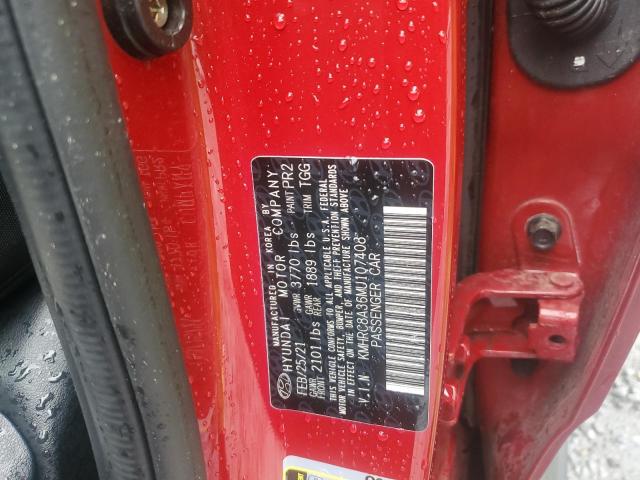 MANUFACTURED IN KOREA BY
HYUNDAI MOTOR COMPANY
FEB/25/21 GVWR 3770 lbs PAINT PR2
GAWR FRONT 2101 lbs GAWR REAR 1889 lbs TRIM TGG
THIS VEHICLE CONFORMS TO ALL APPLICABLE U.S.A. FEDERAL
MOTOR VEHICLE SAFETY, BUMPER, AND THEFT PREVENTION STANDARDS
IN EFFECT ON THE DATE OF MANUFACTURE SHOWN ABOVE.
V.I.N KMHRC8A36MU107408
PASSENGER CAR